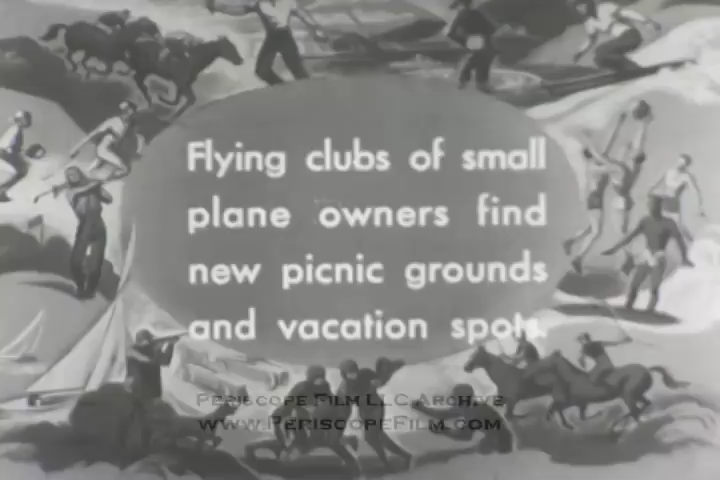 Flying clubs of small
plane owners find
new picnic grounds
and vacation spots.
Periscope Film LLC Archive
www.PeriscopeFilm.com